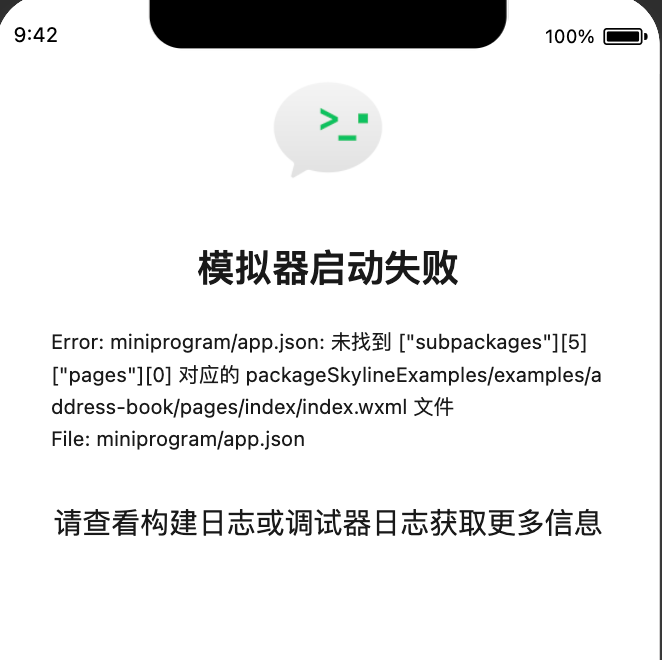 9:42
100%
>_
模拟器启动失败
Error: miniprogram/app.json: 未找到 ["subpackages"][5]
["pages"][0] 对应的 packageSkylineExamples/examples/a
ddress-book/pages/index/index.wxml 文件
File: miniprogram/app.json
请查看构建日志或调试器日志获取更多信息